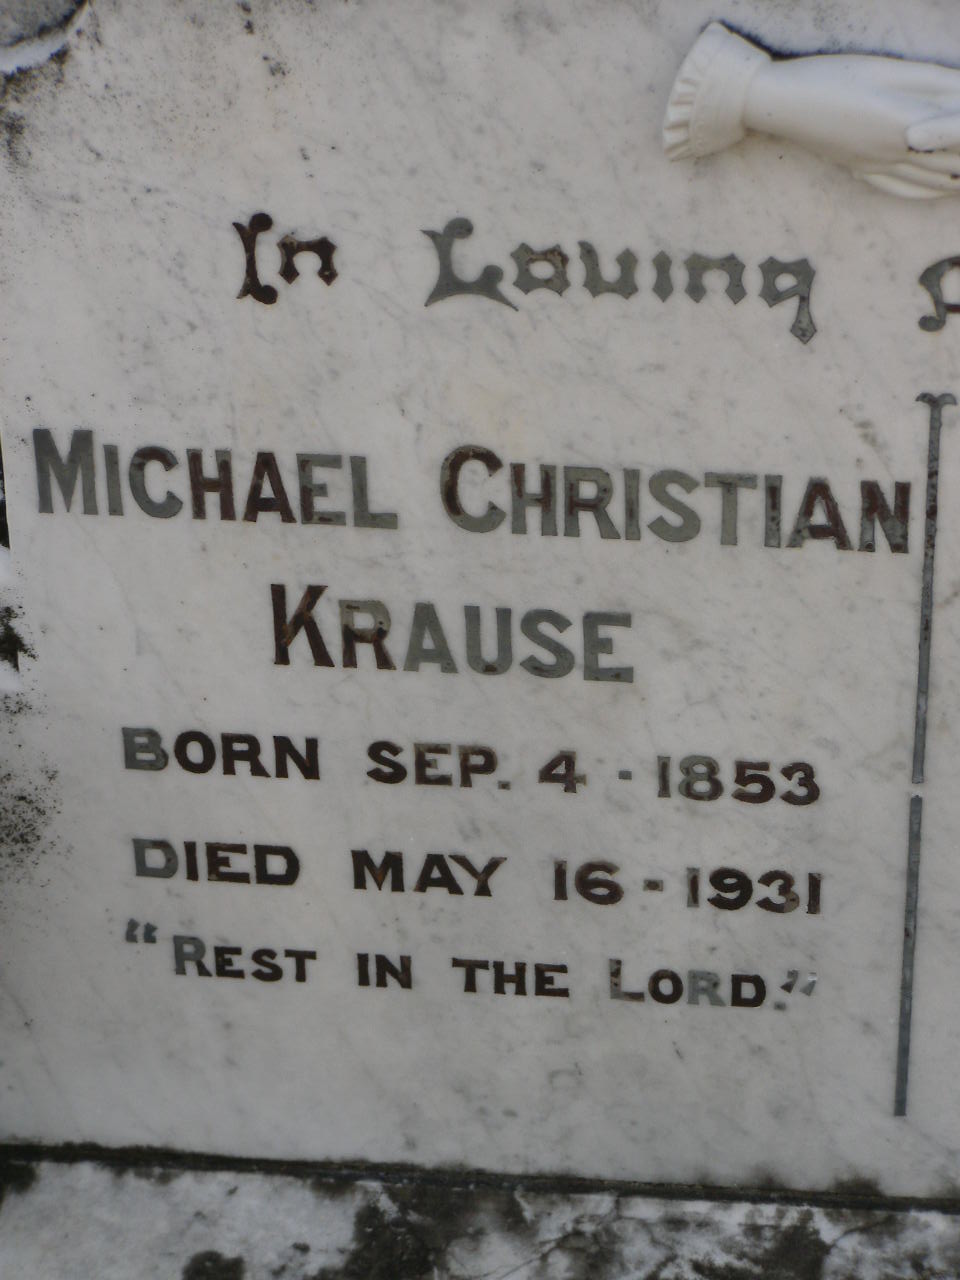 In Loving
MICHAEL CHRISTIAN
KRAUSE
BORN SEP. 4 · 1853
DIED MAY 16 - 1931
"REST IN THE LORD."